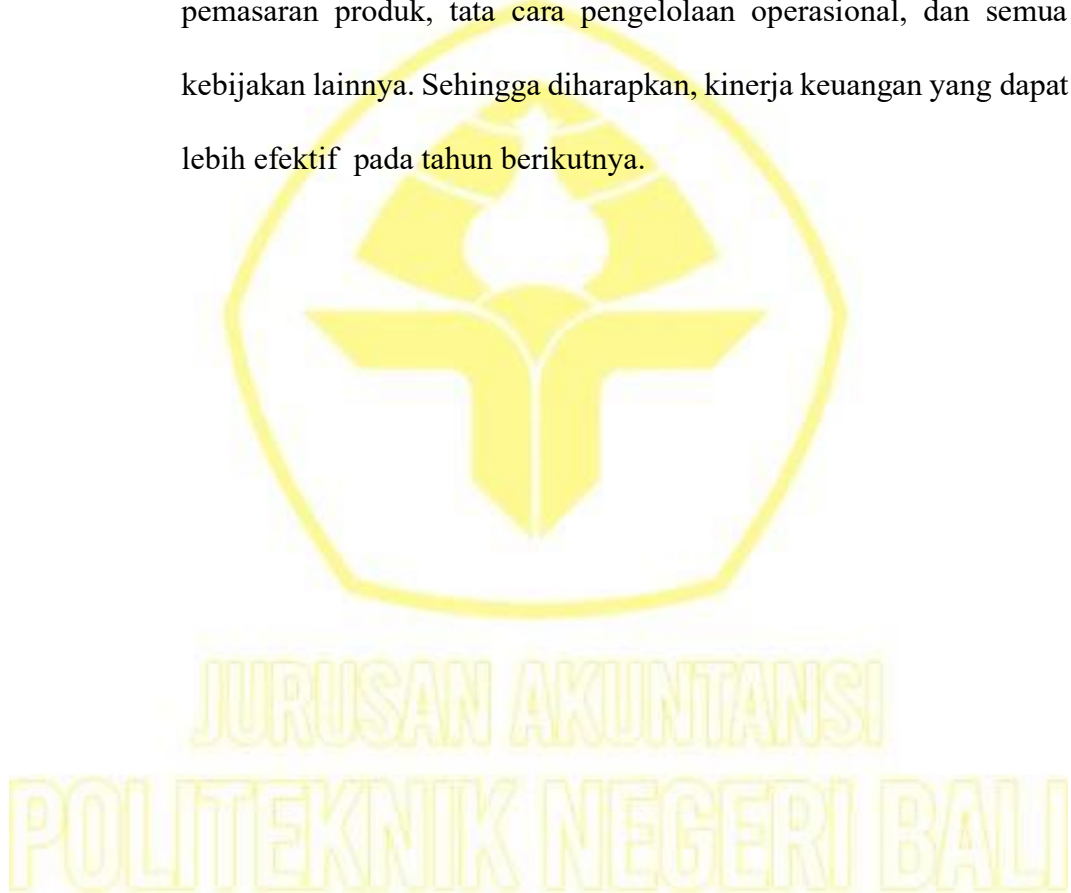 pemasaran produk, tata cara pengelolaan operasional, dan semua
kebijakan lainnya. Sehingga diharapkan, kinerja keuangan yang dapat
lebih efektif  pada tahun berikutnya.
JURUSAN AKUNTANSI
POLITEKNIK NEGERI BALI